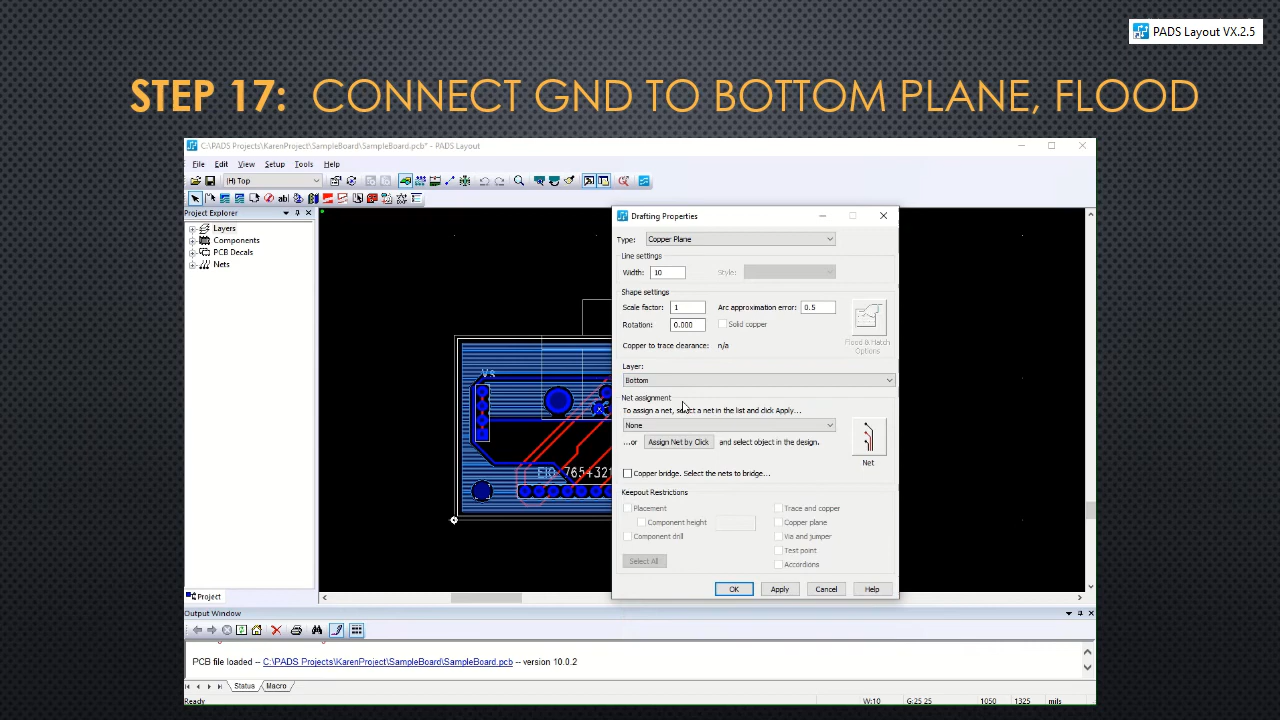 PADS Layout VX.2.5
STEP 17: CONNECT GND TO BOTTOM PLANE, FLOOD
C:\PADS Projects\KarenProject\SampleBoard\SampleBoard.pcb* - PADS Layout
File Edit View Setup Tools Help
(H) Top
abl
Project Explorer
Layers
Components
PCB Decals
Nets
Project
Vs
Drafting Properties
Type: Copper Plane
Line settings
Width: 10 Style:
Shape settings
Scale factor: 1 Arc approximation error: 0.5
Rotation: 0.000 Solid copper
Flood & Hatch
Options
Copper to trace clearance: n/a
Layer:
Bottom
Net assignment
To assign a net, select a net in the list and click Apply...
None
...or Assign Net by Click and select object in the design.
Net
Copper bridge. Select the nets to bridge...
Keepout Restrictions
Placement Trace and copper
Component height Copper plane
Component drill Via and jumper
Test point
Select All Accordions
OK Apply Cancel Help
Output Window
PCB file loaded -- C:\PADS Projects\KarenProject\SampleBoard\SampleBoard.pcb -- version 10.0.2
Status Macro
Ready W:10 G:25 25 1050 1325 mils